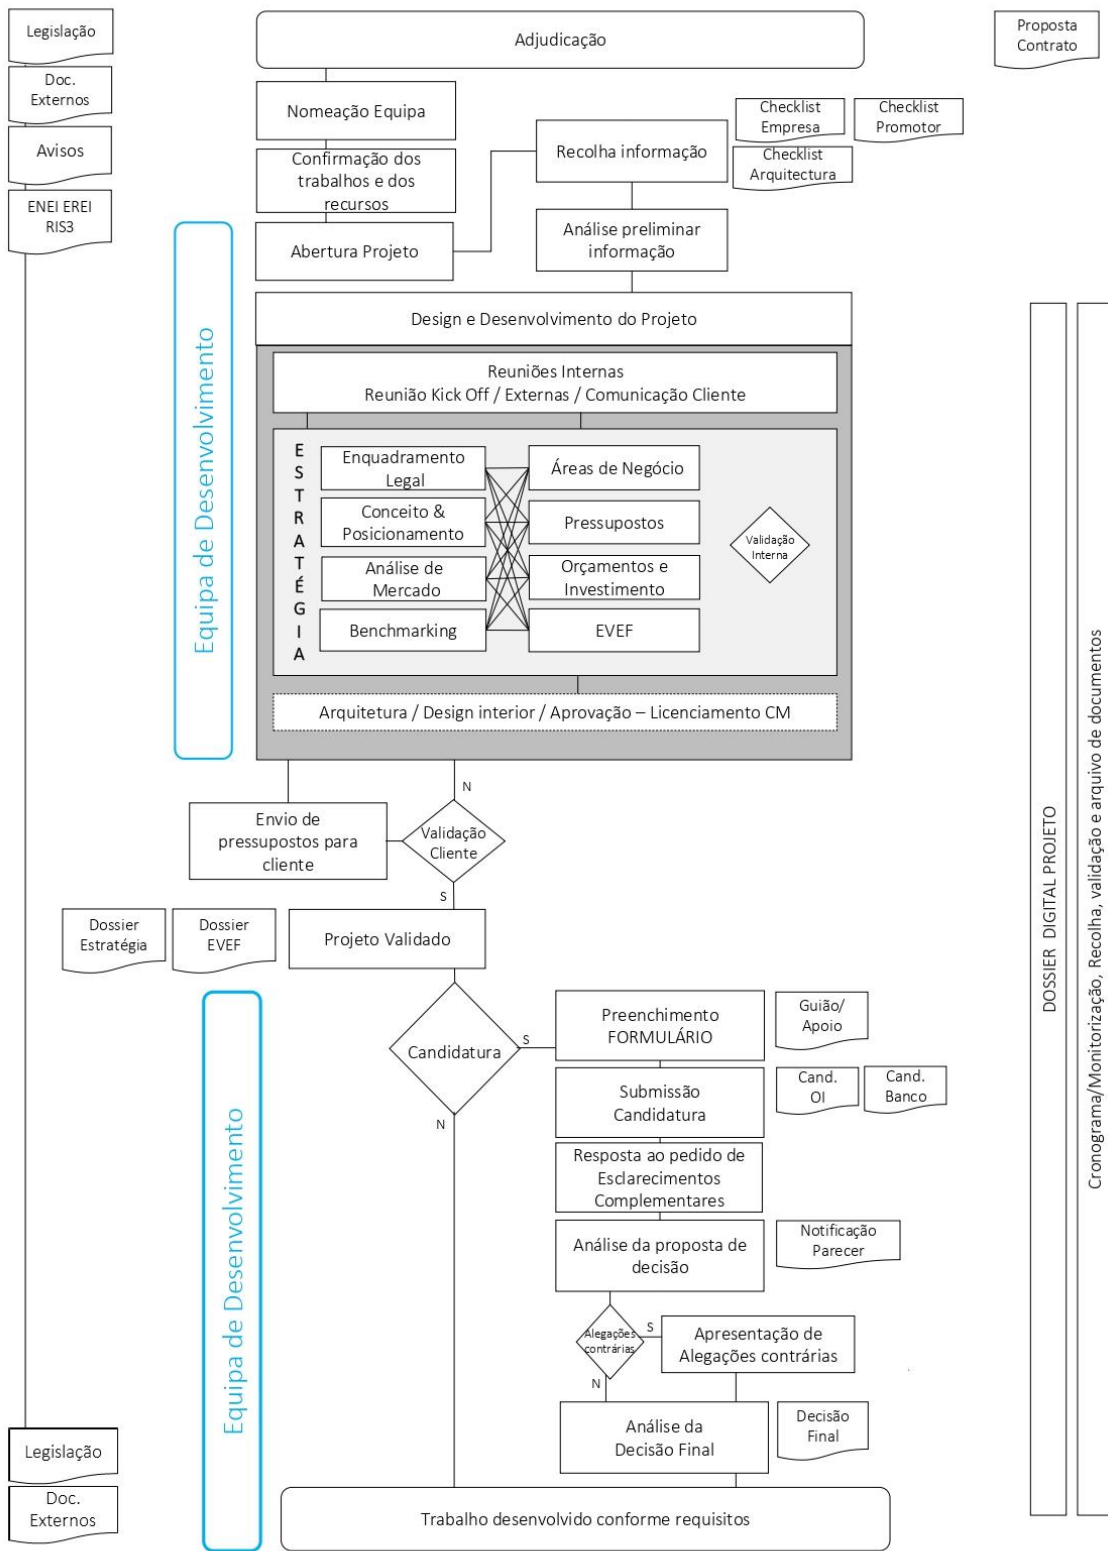 Legislação
Doc.
Externos
Avisos
ENEI EREI
RIS3
Adjudicação
Proposta
Contrato
Nomeação Equipa
Confirmação dos
trabalhos e dos
recursos
Abertura Projeto
Recolha informação
Checklist
Empresa
Checklist
Promotor
Checklist
Arquitectura
Análise preliminar
informação
Equipa de Desenvolvimento
Design e Desenvolvimento do Projeto
Reuniões Internas
Reunião Kick Off / Externas / Comunicação Cliente
ESTRATÉGIA
Enquadramento
Legal
Conceito &
Posicionamento
Análise de
Mercado
Benchmarking
Áreas de Negócio
Pressupostos
Orçamentos e
Investimento
EVEF
Validação
Interna
Arquitetura / Design interior / Aprovação – Licenciamento CM
N
Envio de
pressupostos para
cliente
Validação
Cliente
S
Dossier
Estratégia
Dossier
EVEF
Projeto Validado
Equipa de Desenvolvimento
Candidatura
S
N
Preenchimento
FORMULÁRIO
Guião/
Apoio
Submissão
Candidatura
Cand.
OI
Cand.
Banco
Resposta ao pedido de
Esclarecimentos
Complementares
Análise da proposta de
decisão
Notificação
Parecer
Alegações
contrárias
S
N
Apresentação de
Alegações contrárias
Análise da
Decisão Final
Decisão
Final
Legislação
Doc.
Externos
Trabalho desenvolvido conforme requisitos
DOSSIER DIGITAL PROJETO
Cronograma/Monitorização, Recolha, validação e arquivo de documentos